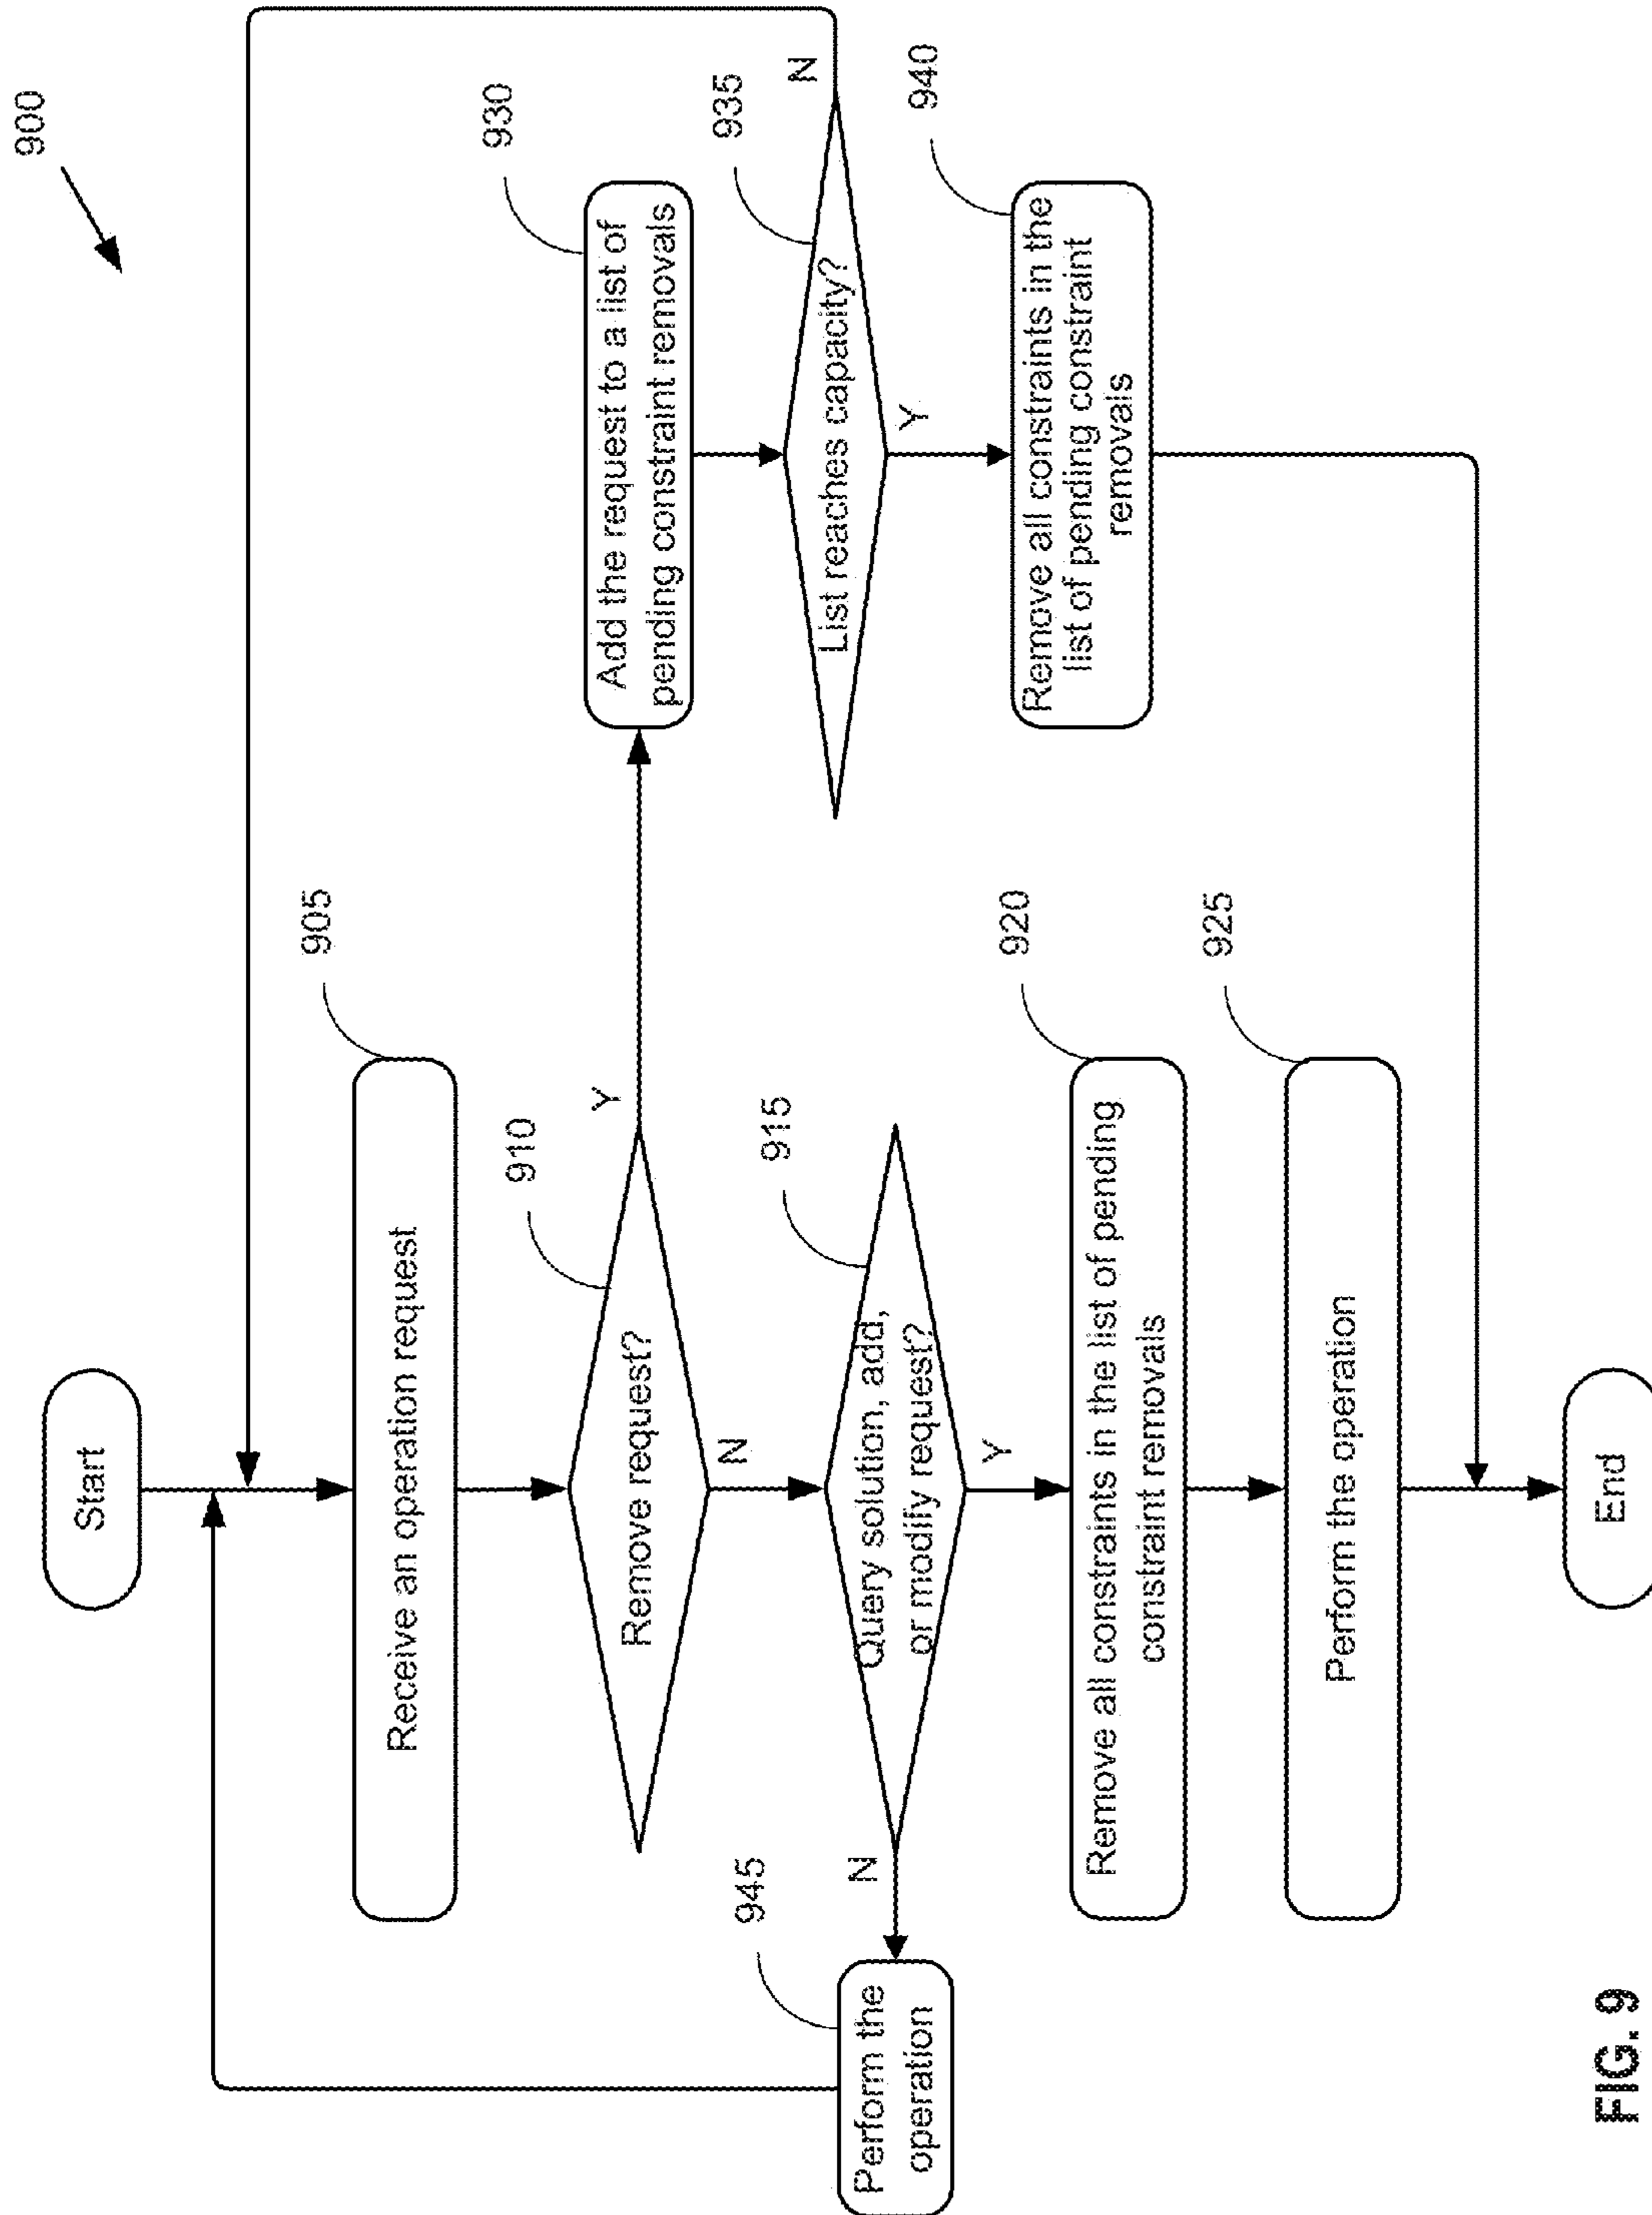 900
Start
905
Receive an operation request
910
Remove request?
Y
N
930
Add the request to a list of
pending constraint removals
915
Query solution, add,
or modify request?
N
Y
935
List reaches capacity?
N
Y
945
Perform the
operation
920
Remove all constraints in the list of pending
constraint removals
940
Remove all constraints in the
list of pending constraint
removals
925
Perform the operation
End
FIG. 9